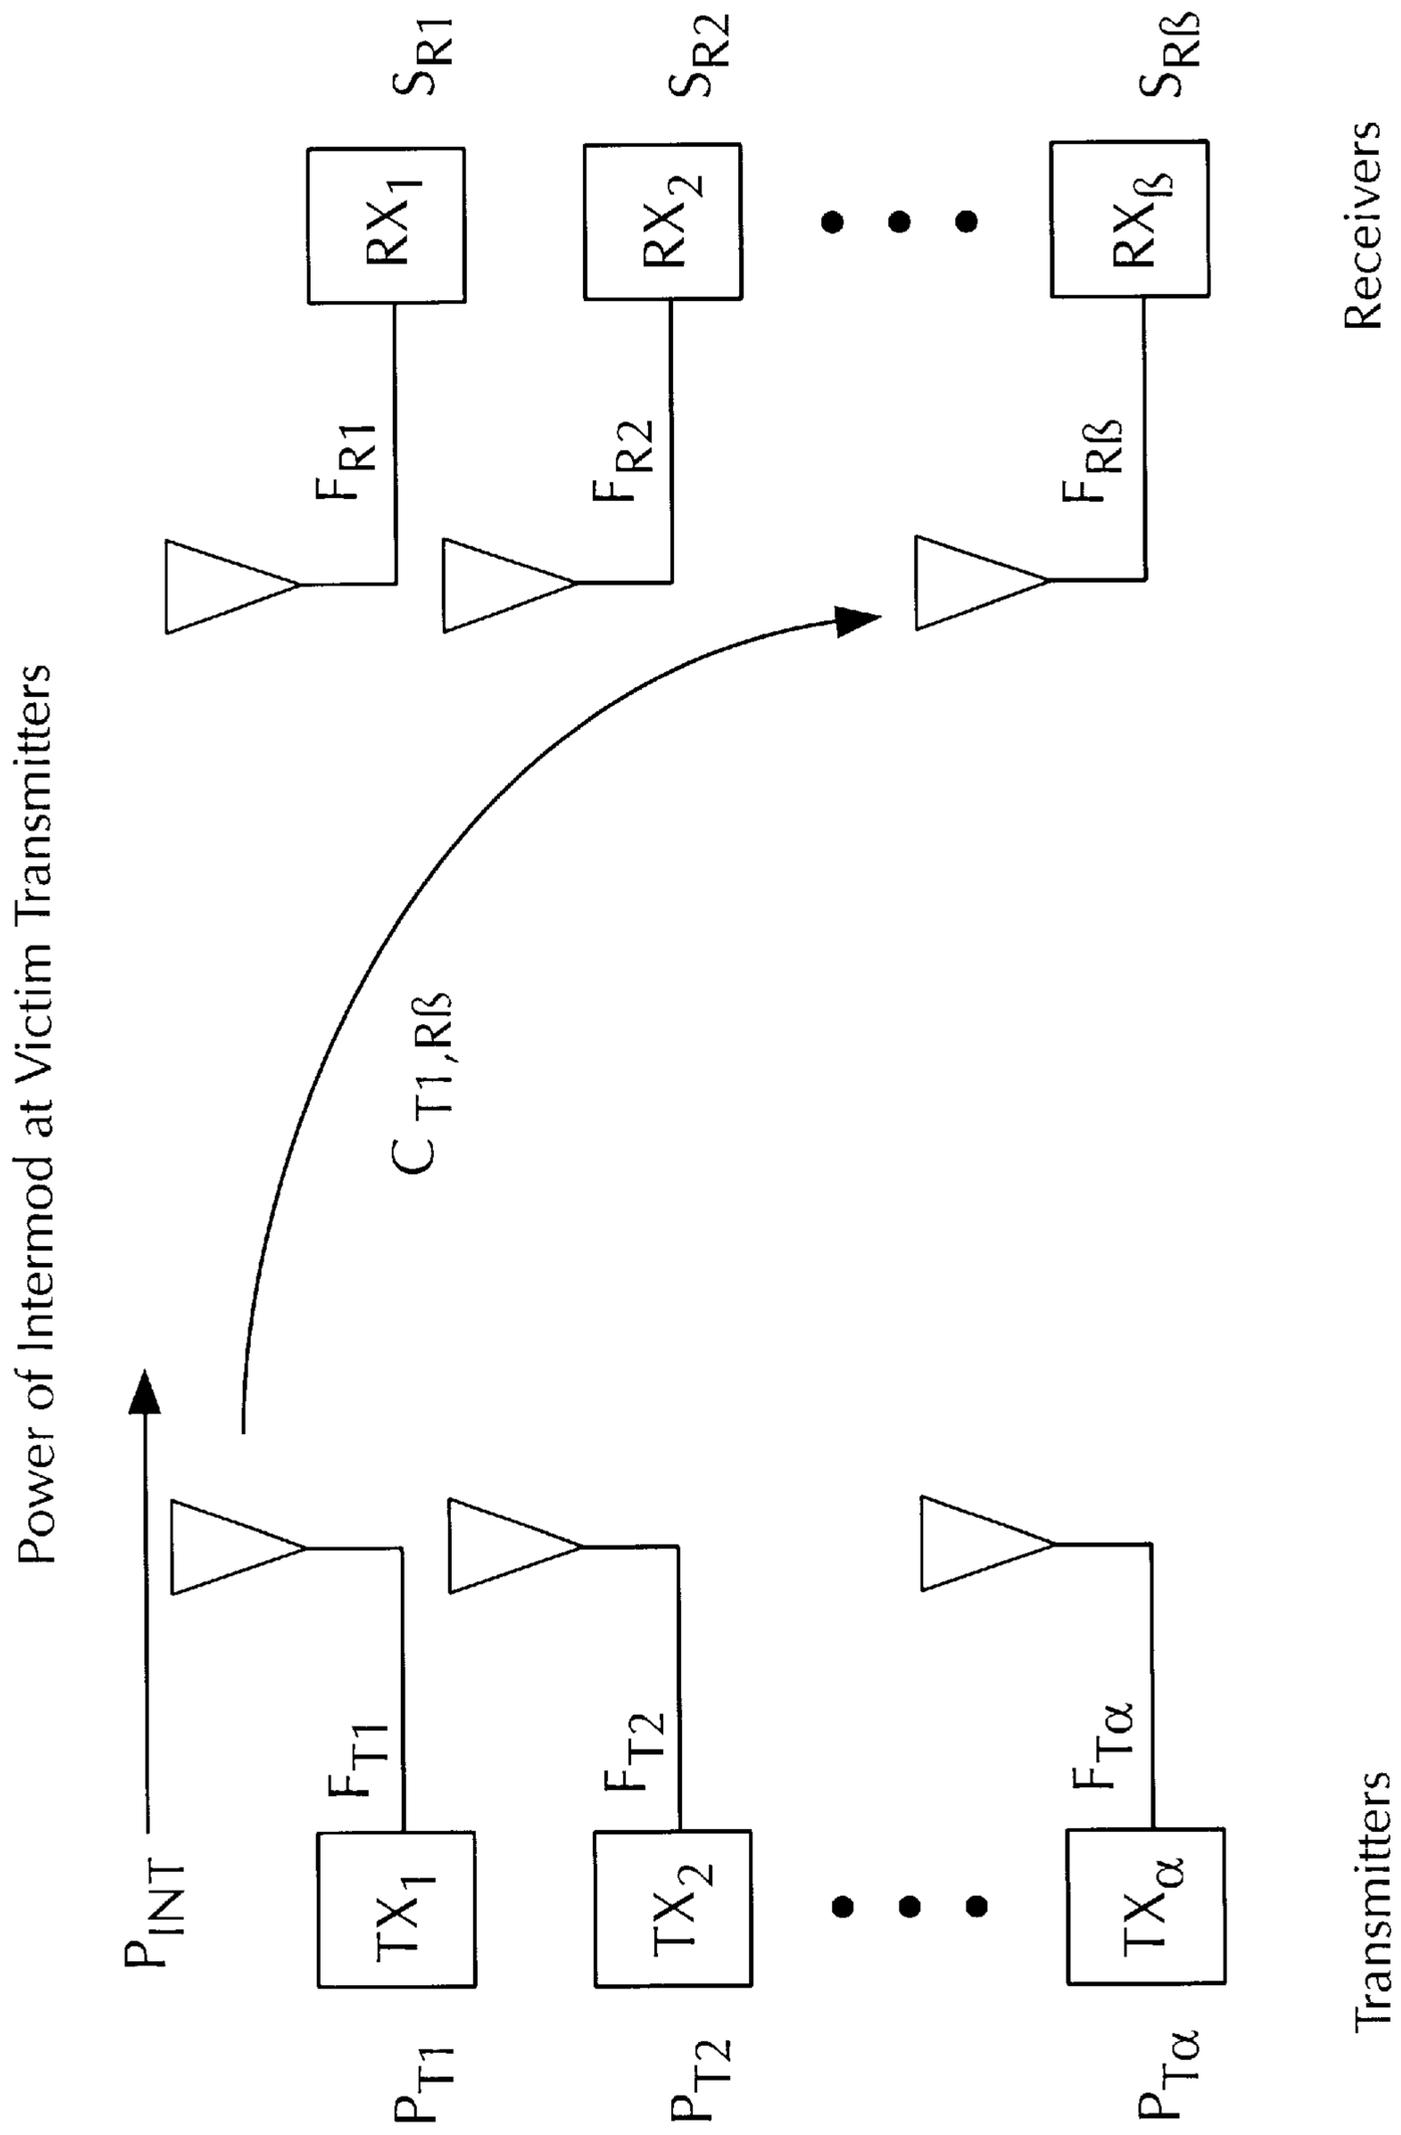 Power of Intermod at Victim Transmitters
P_INT
C_T1,Rß
P_T1
TX_1
F_T1
F_R1
RX_1
S_R1
P_T2
TX_2
F_T2
F_R2
RX_2
S_R2
P_Tα
TX_α
F_Tα
F_Rß
RX_ß
S_Rß
Transmitters
Receivers